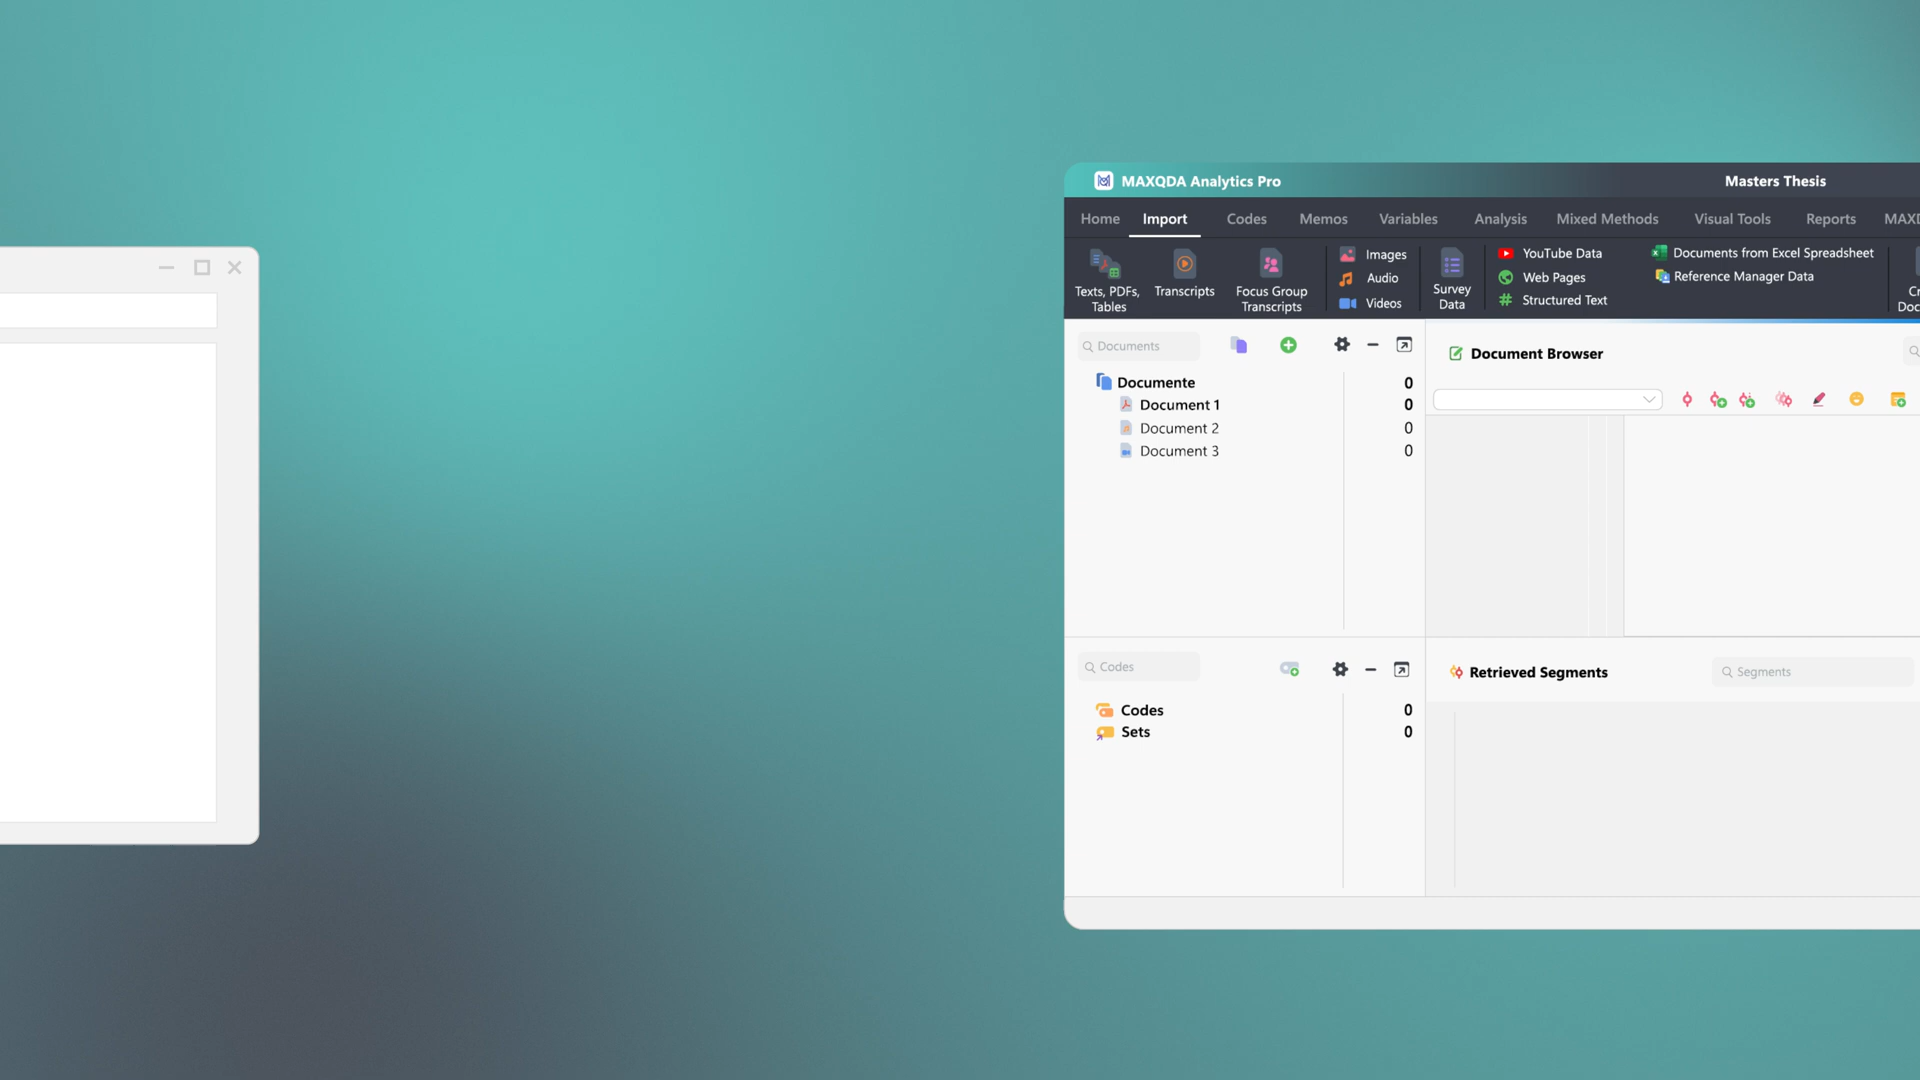 MAXQDA Analytics Pro
Masters Thesis
Home Import Codes Memos Variables Analysis Mixed Methods Visual Tools Reports
Texts, PDFs,
Tables
Transcripts
Focus Group
Transcripts
Images
Audio
Videos
Survey
Data
YouTube Data
Web Pages
Structured Text
Documents from Excel Spreadsheet
Reference Manager Data
Documents
Documente 0
Document 1 0
Document 2 0
Document 3 0
Document Browser
Codes
Codes 0
Sets 0
Retrieved Segments
Segments